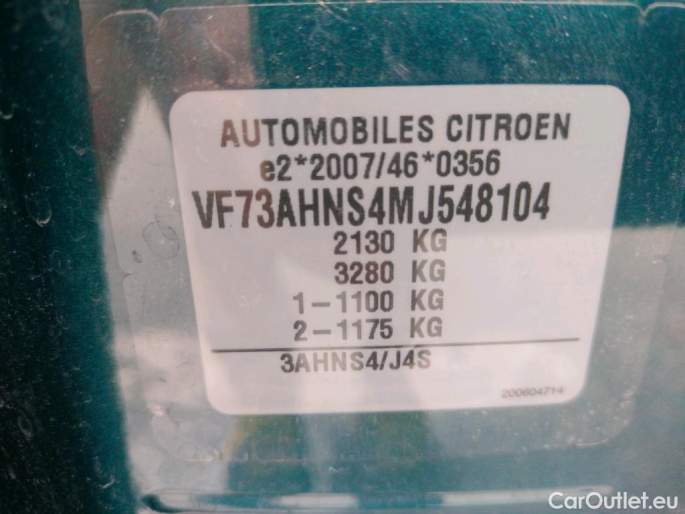 AUTOMOBILES CITROEN
e2*2007/46*0356
VF73AHNS4MJ548104
2130 KG
3280 KG
1-1100 KG
2-1175 KG
3AHNS4/J4S
200604714
CarOutlet.eu